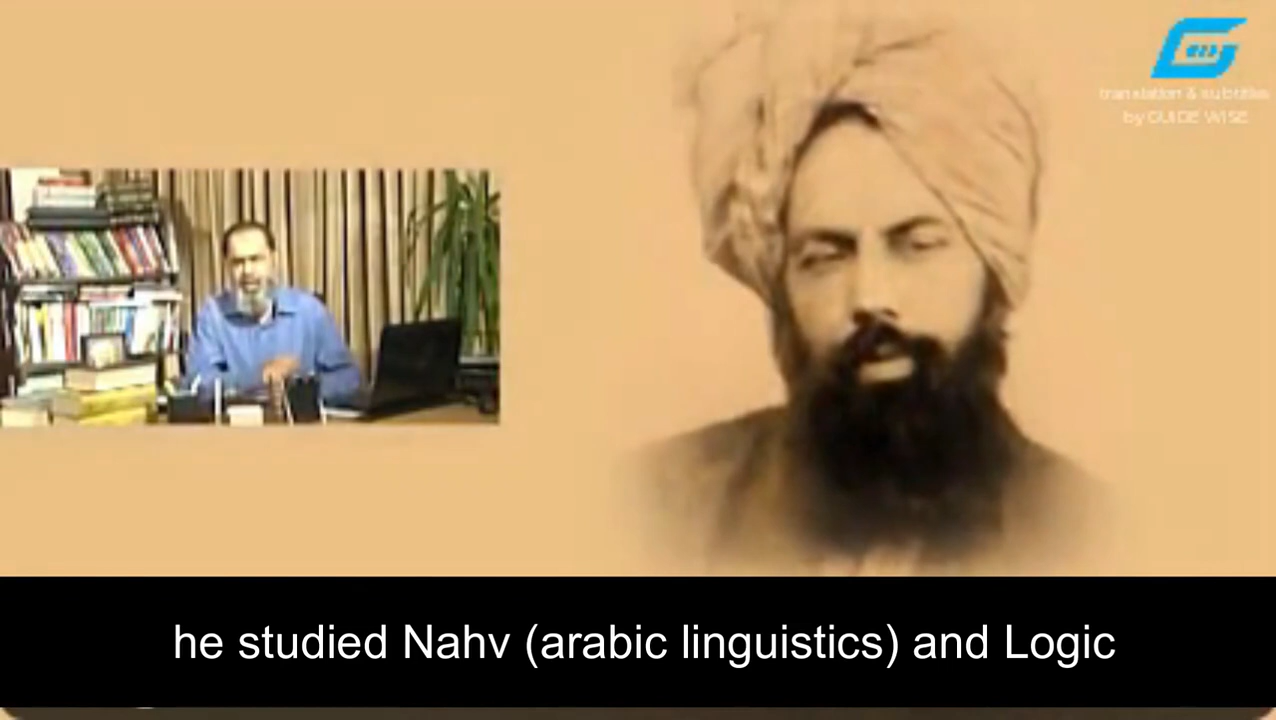 translation & subtitles
by GUIDE WISE
he studied Nahv (arabic linguistics) and Logic